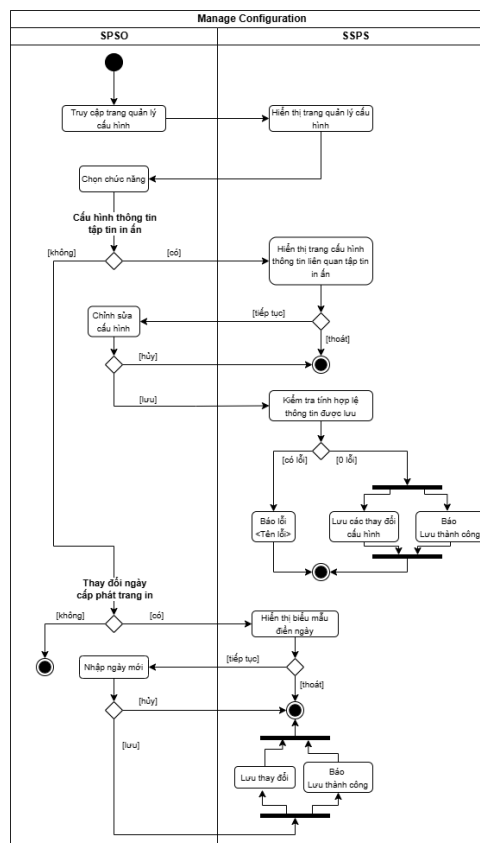 Manage Configuration
SPSO
SSPS
Truy cập trang quản lý
cấu hình
Hiển thị trang quản lý cấu
hình
Chọn chức năng
Cấu hình thông tin
tập tin in ấn
[không]
[có]
Hiển thị trang cấu hình
thông tin liên quan tập tin
in ấn
Chỉnh sửa
cấu hình
[tiếp tục]
[thoát]
[hủy]
[lưu]
Kiểm tra tính hợp lệ
thông tin được lưu
[có lỗi]
[0 lỗi]
Báo lỗi
<Tên lỗi>
Lưu các thay đổi
cấu hình
Báo
Lưu thành công
Thay đổi ngày
cấp phát trang in
[không]
[có]
Hiển thị biểu mẫu
điền ngày
Nhập ngày mới
[tiếp tục]
[thoát]
[hủy]
[lưu]
Lưu thay đổi
Báo
Lưu thành công